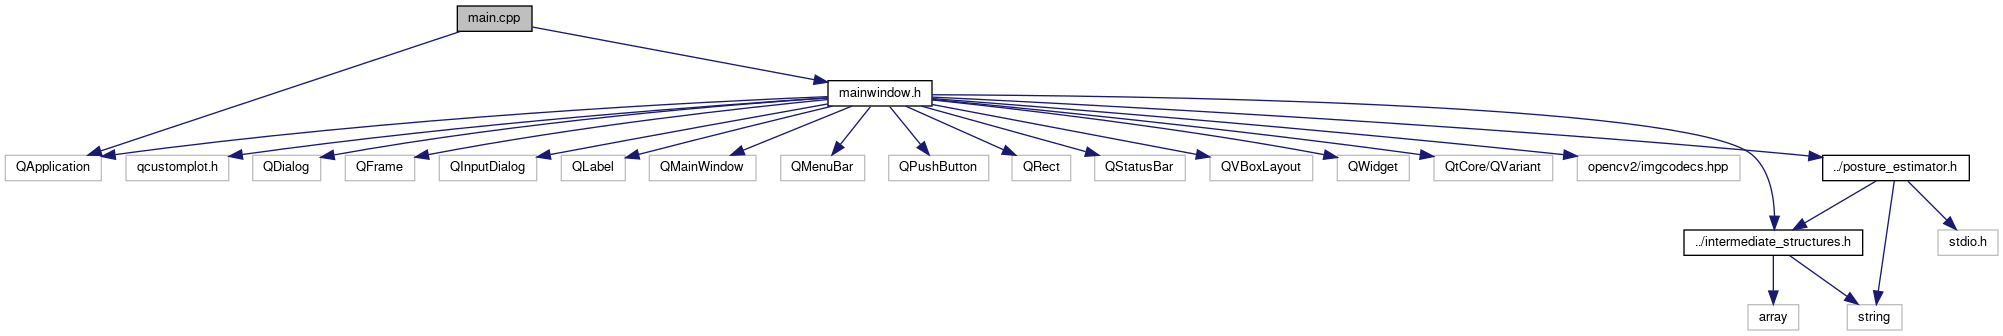 main.cpp
mainwindow.h
QApplication
qcustomplot.h
QDialog
QFrame
QInputDialog
QLabel
QMainWindow
QMenuBar
QPushButton
QRect
QStatusBar
QVBoxLayout
QWidget
QtCore/QVariant
opencv2/imgcodecs.hpp
../posture_estimator.h
../intermediate_structures.h
stdio.h
array
string